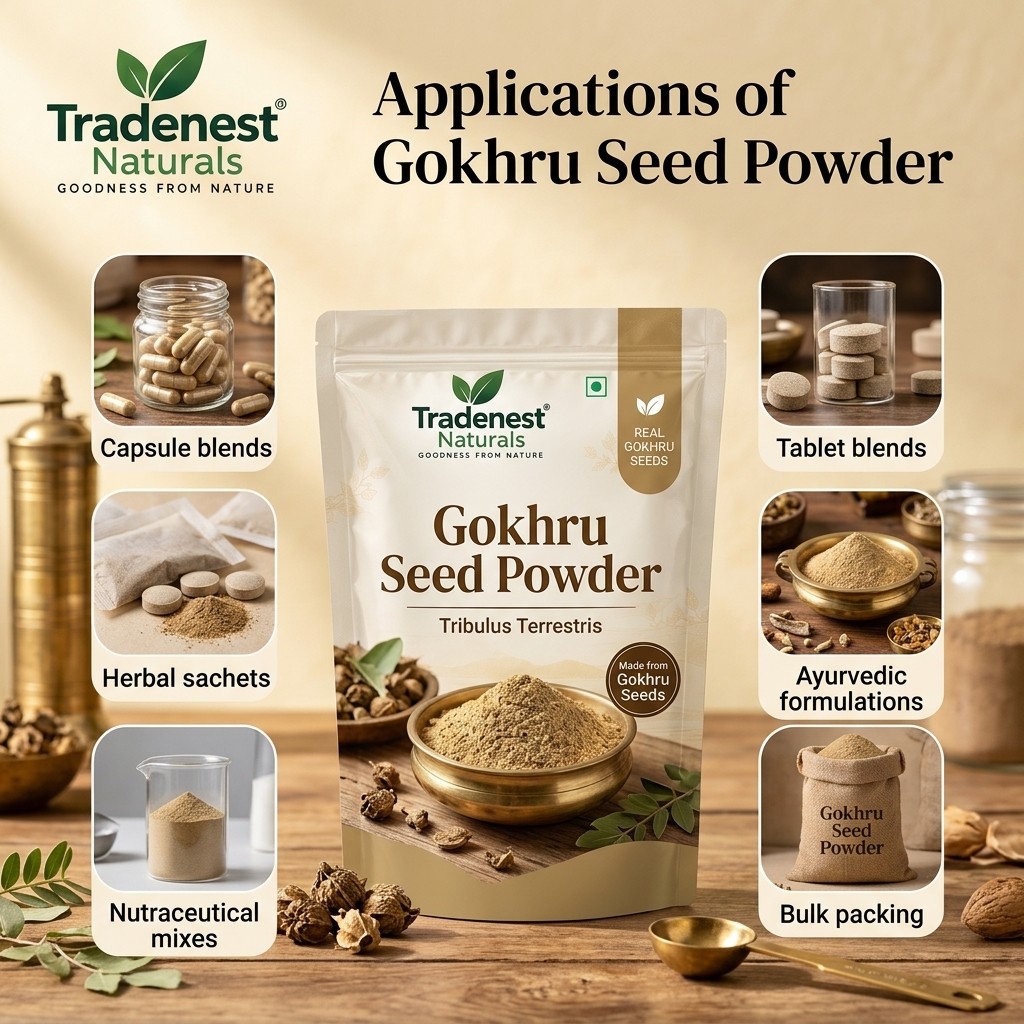 Tradenest®
Naturals
GOODNESS FROM NATURE
Applications of
Gokhru Seed Powder
Capsule blends
Herbal sachets
Nutraceutical
mixes
Tradenest®
Naturals
GOODNESS FROM NATURE
REAL
GOKHRU
SEEDS
Gokhru
Seed Powder
Tribulus Terrestris
Made from
Gokhru
Seeds
Tablet blends
Ayurvedic
formulations
Gokhru
Seed
Powder
Bulk packing